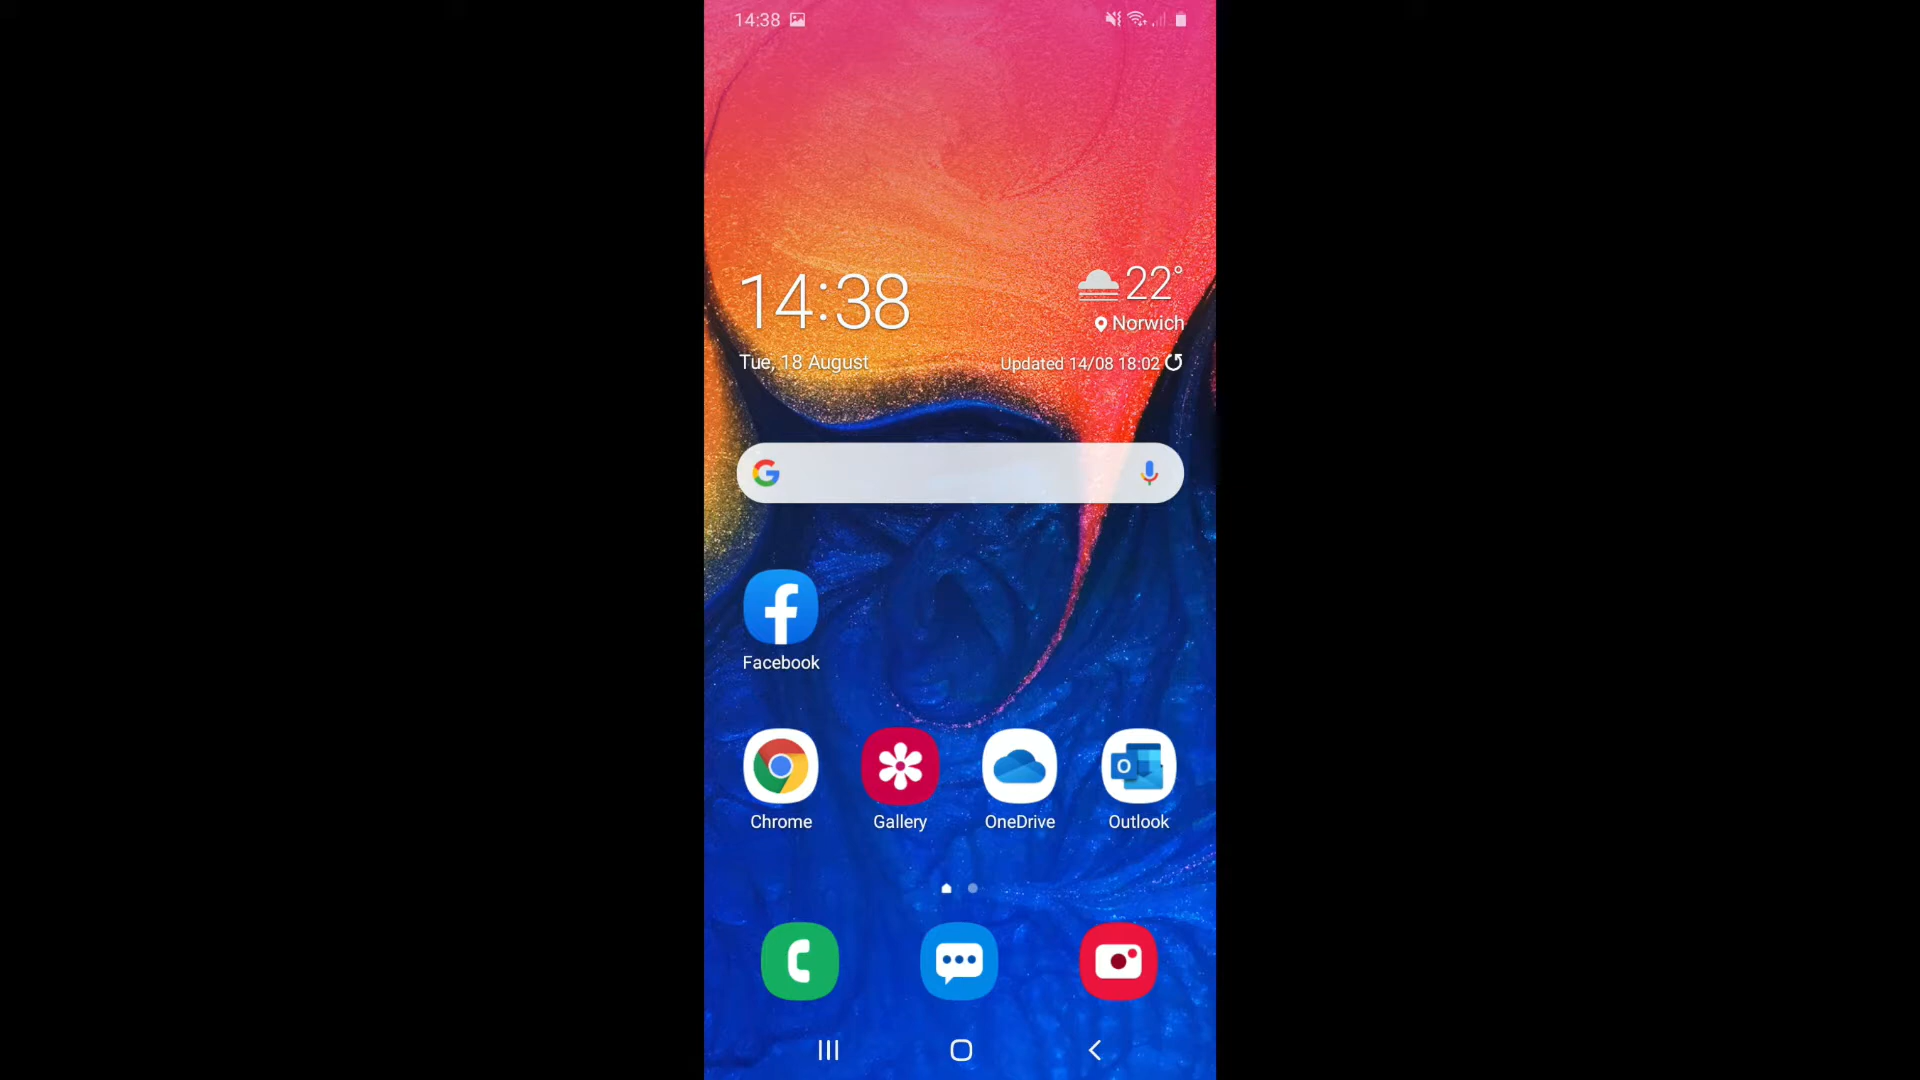 14:38
14:38
22°
Norwich
Tue, 18 August
Updated 14/08 18:02
Facebook
Chrome
Gallery
OneDrive
Outlook